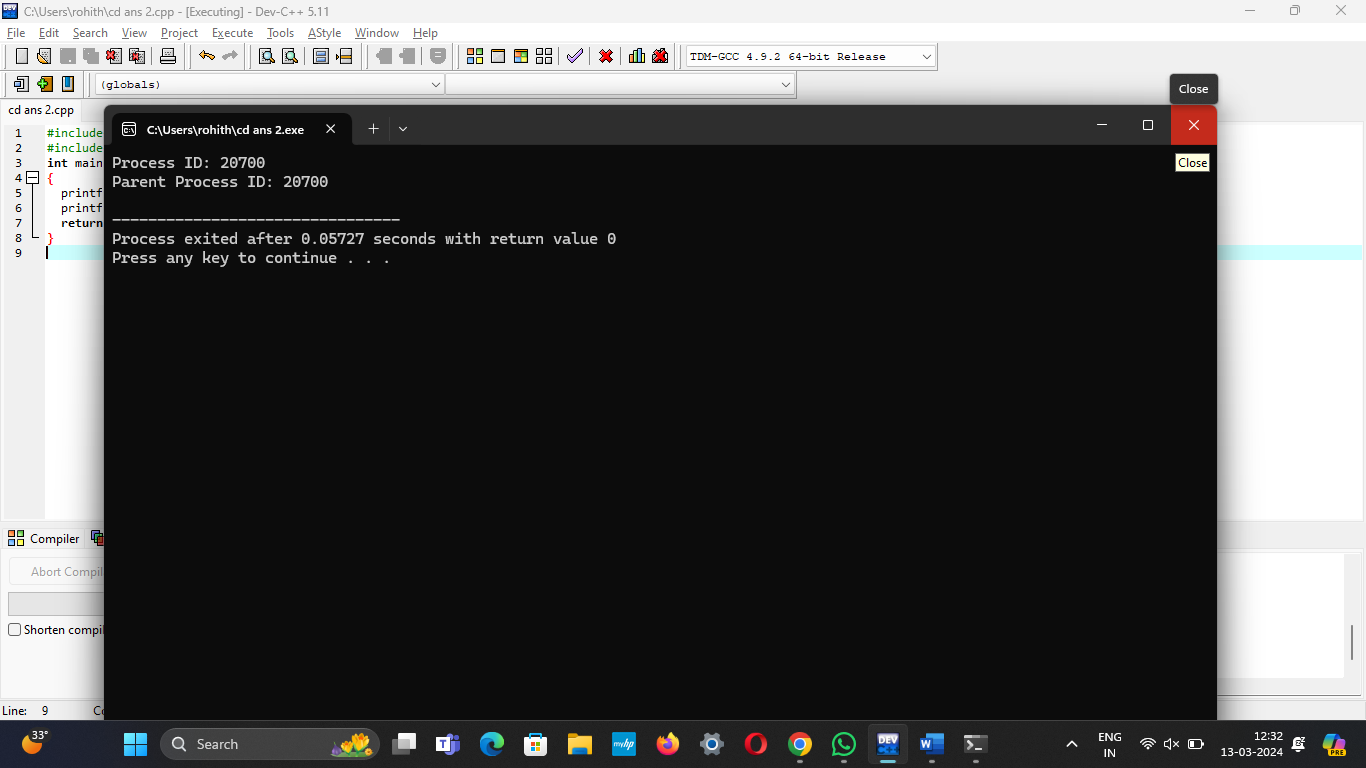 C:\Users\rohith\cd ans 2.cpp - [Executing] - Dev-C++ 5.11
File Edit Search View Project Execute Tools AStyle Window Help
TDM-GCC 4.9.2 64-bit Release
(globals)
Close
cd ans 2.cpp
C:\Users\rohith\cd ans 2.exe
Close
1 #include
2 #include
3 int main
4 {
5 printf
6 printf
7 return
8 }
9
Process ID: 20700
Parent Process ID: 20700
--------------------------------
Process exited after 0.05727 seconds with return value 0
Press any key to continue . . .
Compiler
Abort Compil
Shorten compil
Line: 9
33°
Search
myhp
DEV
ENG
IN
12:32
13-03-2024
PRE